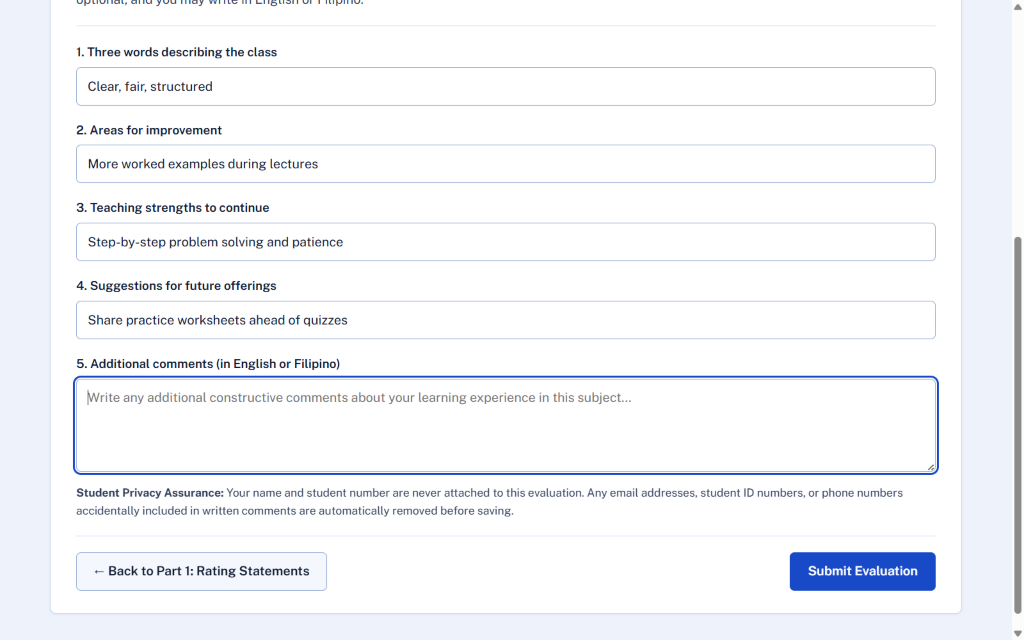 optional, and you may write in English or Filipino.
1. Three words describing the class
Clear, fair, structured
2. Areas for improvement
More worked examples during lectures
3. Teaching strengths to continue
Step-by-step problem solving and patience
4. Suggestions for future offerings
Share practice worksheets ahead of quizzes
5. Additional comments (in English or Filipino)
Write any additional constructive comments about your learning experience in this subject...
Student Privacy Assurance: Your name and student number are never attached to this evaluation. Any email addresses, student ID numbers, or phone numbers
accidentally included in written comments are automatically removed before saving.
← Back to Part 1: Rating Statements
Submit Evaluation